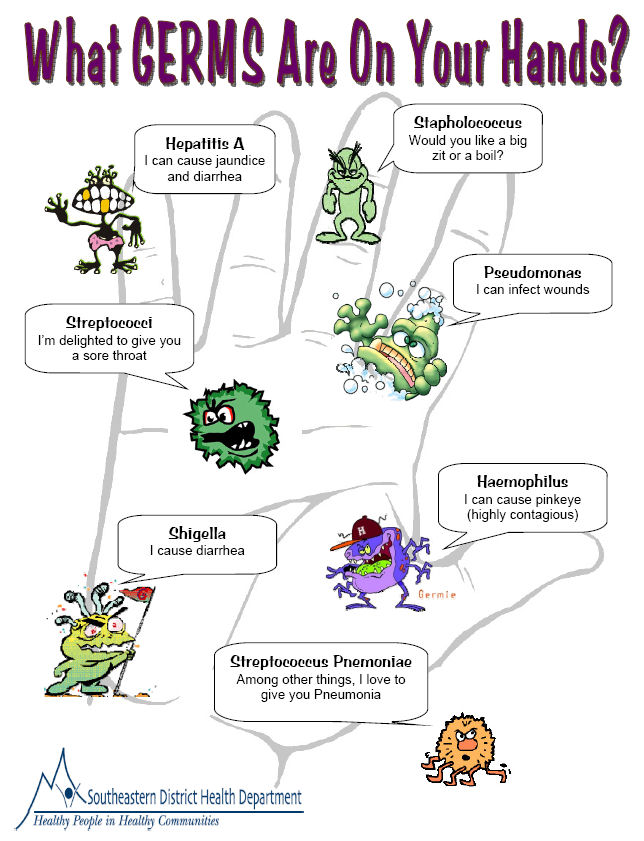 What GERMS Are On Your Hands?
Hepatitis A
I can cause jaundice
and diarrhea
Stapholococcus
Would you like a big
zit or a boil?
Pseudomonas
I can infect wounds
Streptococci
I'm delighted to give you
a sore throat
Haemophilus
I can cause pinkeye
(highly contagious)
H
Germie
Shigella
I cause diarrhea
Streptococcus Pnemoniae
Among other things, I love to
give you Pneumonia
Southeastern District Health Department
Healthy People in Healthy Communities